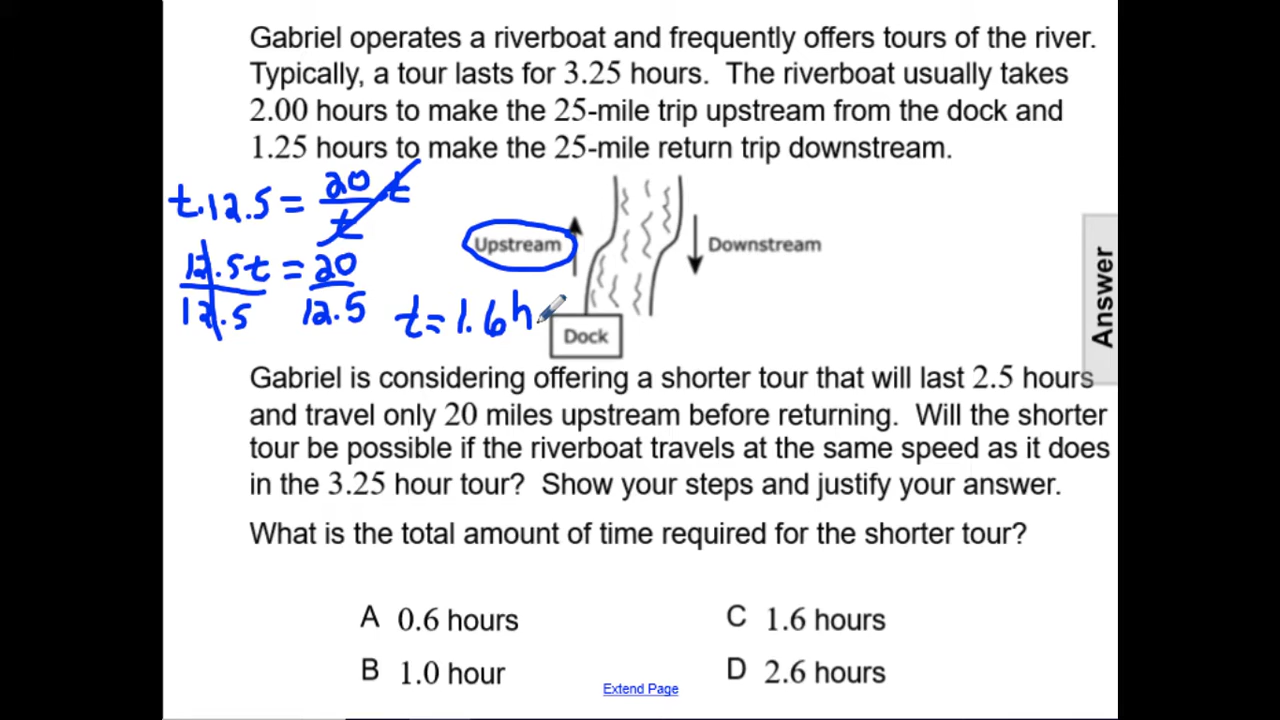 Gabriel operates a riverboat and frequently offers tours of the river.
Typically, a tour lasts for 3.25 hours. The riverboat usually takes
2.00 hours to make the 25-mile trip upstream from the dock and
1.25 hours to make the 25-mile return trip downstream.
t.12.5 = 20/t .t
12.5t/12.5 = 20/12.5
t=1.6h
Upstream
Downstream
Dock
Answer
Gabriel is considering offering a shorter tour that will last 2.5 hours
and travel only 20 miles upstream before returning. Will the shorter
tour be possible if the riverboat travels at the same speed as it does
in the 3.25 hour tour? Show your steps and justify your answer.
What is the total amount of time required for the shorter tour?
A 0.6 hours
B 1.0 hour
C 1.6 hours
D 2.6 hours
Extend Page